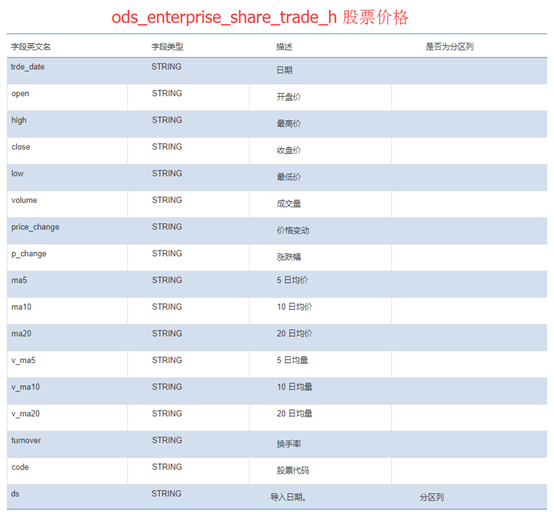 ods_enterprise_share_trade_h 股票价格
字段英文名 字段类型 描述 是否为分区列
trde_date STRING 日期
open STRING 开盘价
high STRING 最高价
close STRING 收盘价
low STRING 最低价
volume STRING 成交量
price_change STRING 价格变动
p_change STRING 涨跌幅
ma5 STRING 5 日均价
ma10 STRING 10 日均价
ma20 STRING 20 日均价
v_ma5 STRING 5 日均量
v_ma10 STRING 10 日均量
v_ma20 STRING 20 日均量
turnover STRING 换手率
code STRING 股票代码
ds STRING 导入日期。 分区列